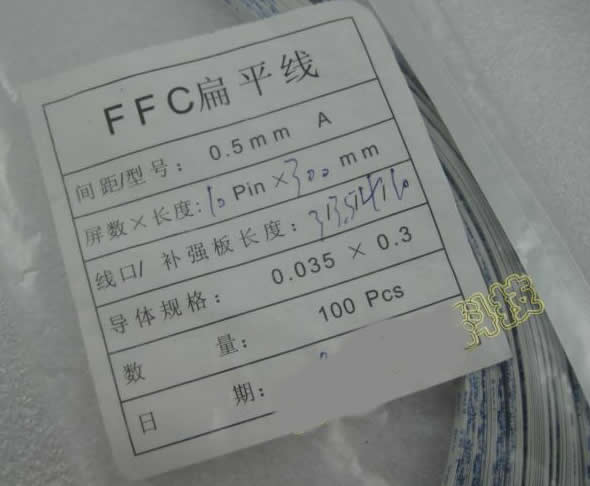 FFC扁平线
间距/型号: 0.5mm A
屏数×长度: 10 Pin × 300 mm
线口/ 补强板长度:
导体规格: 0.035 × 0.3
数 量: 100 Pcs
日 期:
科技